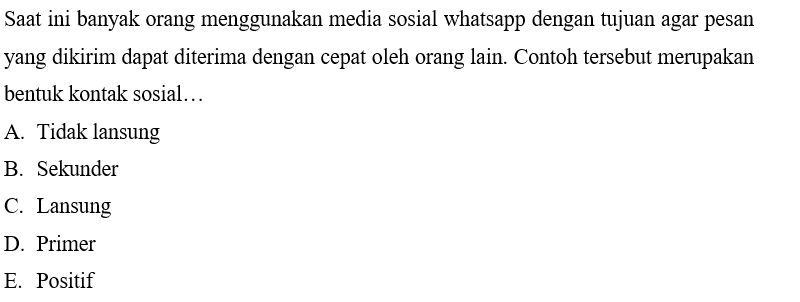 Saat ini banyak orang menggunakan media sosial whatsapp dengan tujuan agar pesan
yang dikirim dapat diterima dengan cepat oleh orang lain. Contoh tersebut merupakan
bentuk kontak sosial…
A. Tidak lansung
B. Sekunder
C. Lansung
D. Primer
E. Positif